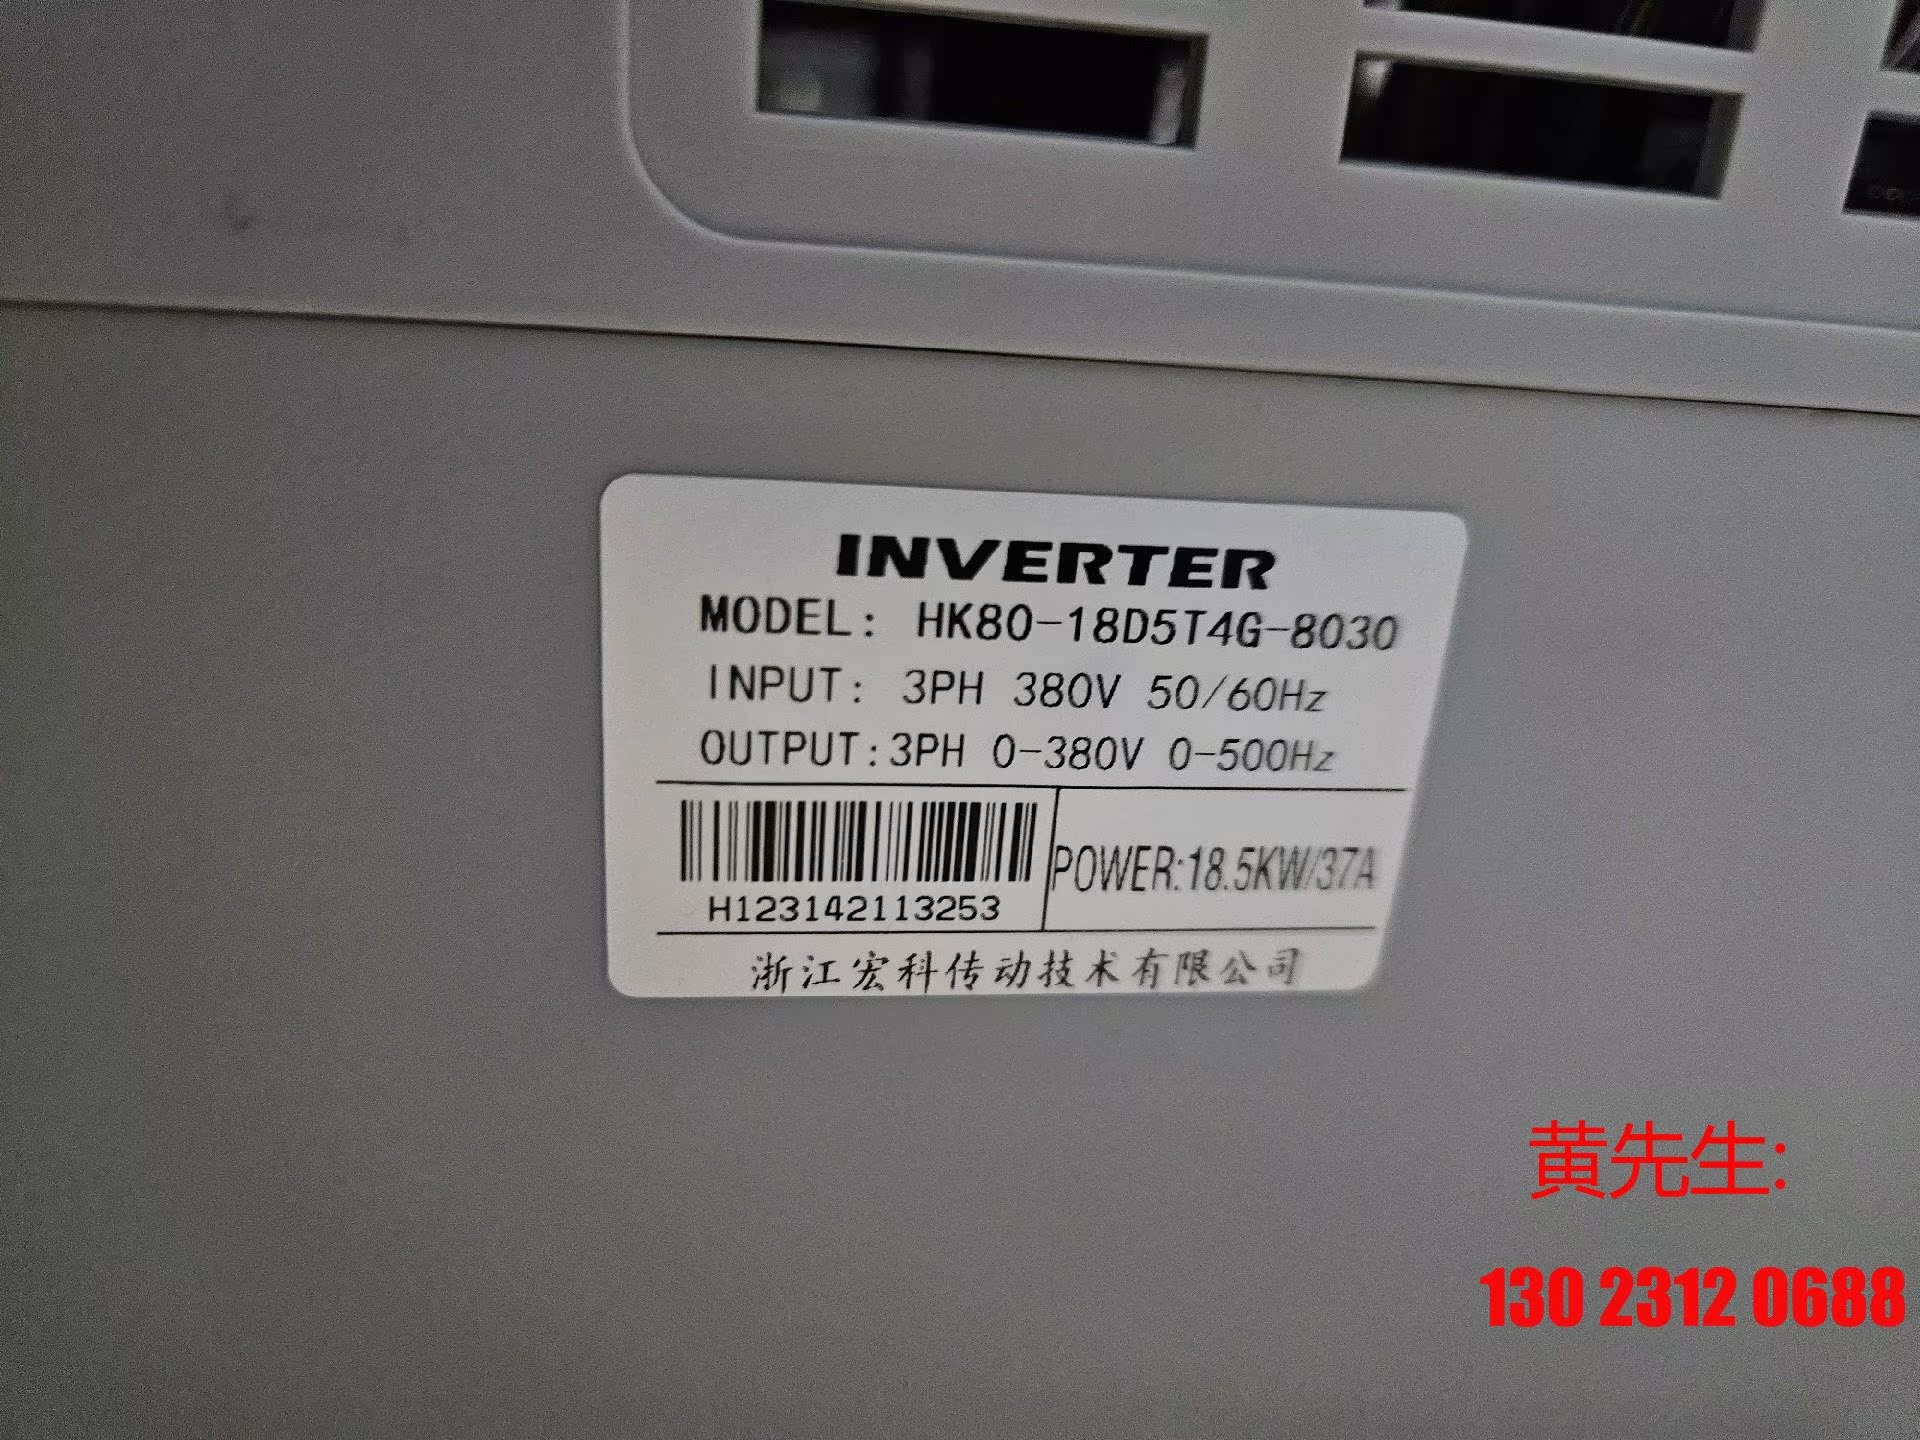 INVERTER
MODEL: HK80-18D5T4G-8030
INPUT: 3PH 380V 50/60Hz
OUTPUT:3PH 0-380V 0-500Hz
H123142113253
POWER:18.5KW/37A
浙江宏科传动技术有限公司
黄先生:
130 2312 0688